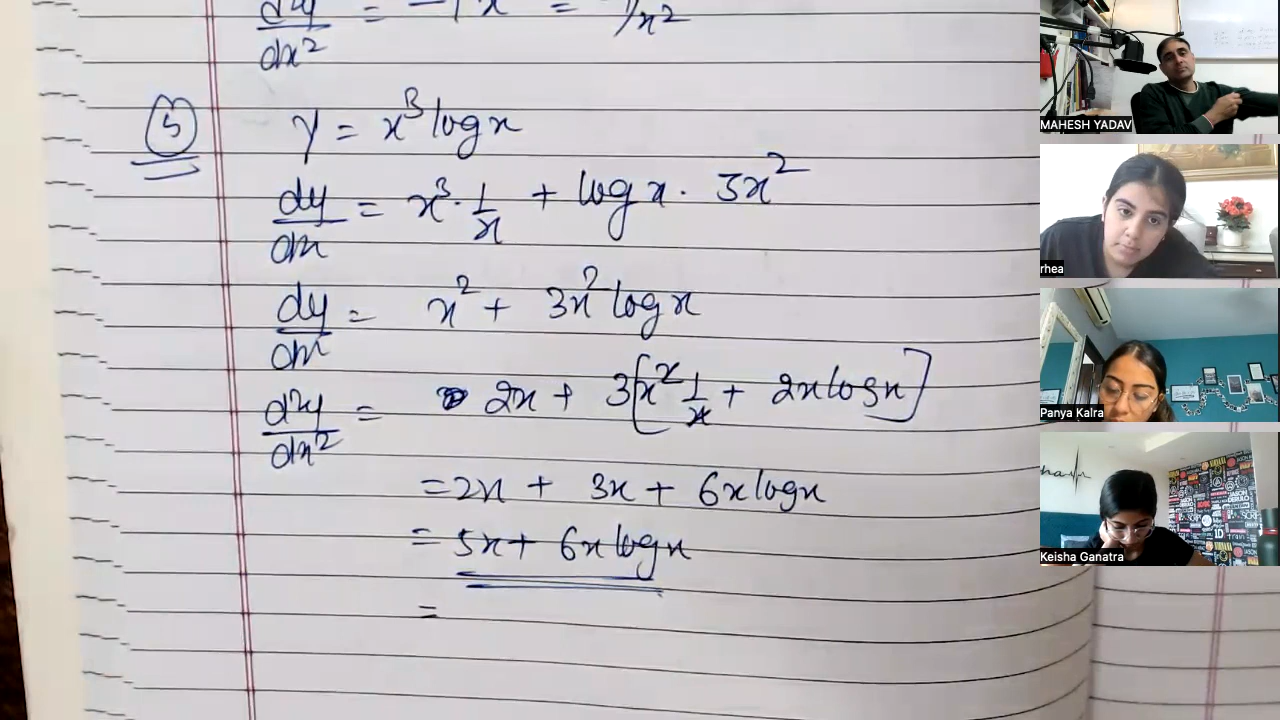 d²y/dx² = -1/x = -1/x²
(5) y = x³ log x
dy/dx = x³ · 1/x + log x · 3x²
dy/dx = x² + 3x² log x
d²y/dx² = 2x + 3[x² 1/x + 2x log x]
= 2x + 3x + 6x log x
= 5x + 6x log x
=
MAHESH YADAV
rhea
Panya Kalra
Keisha Ganatra